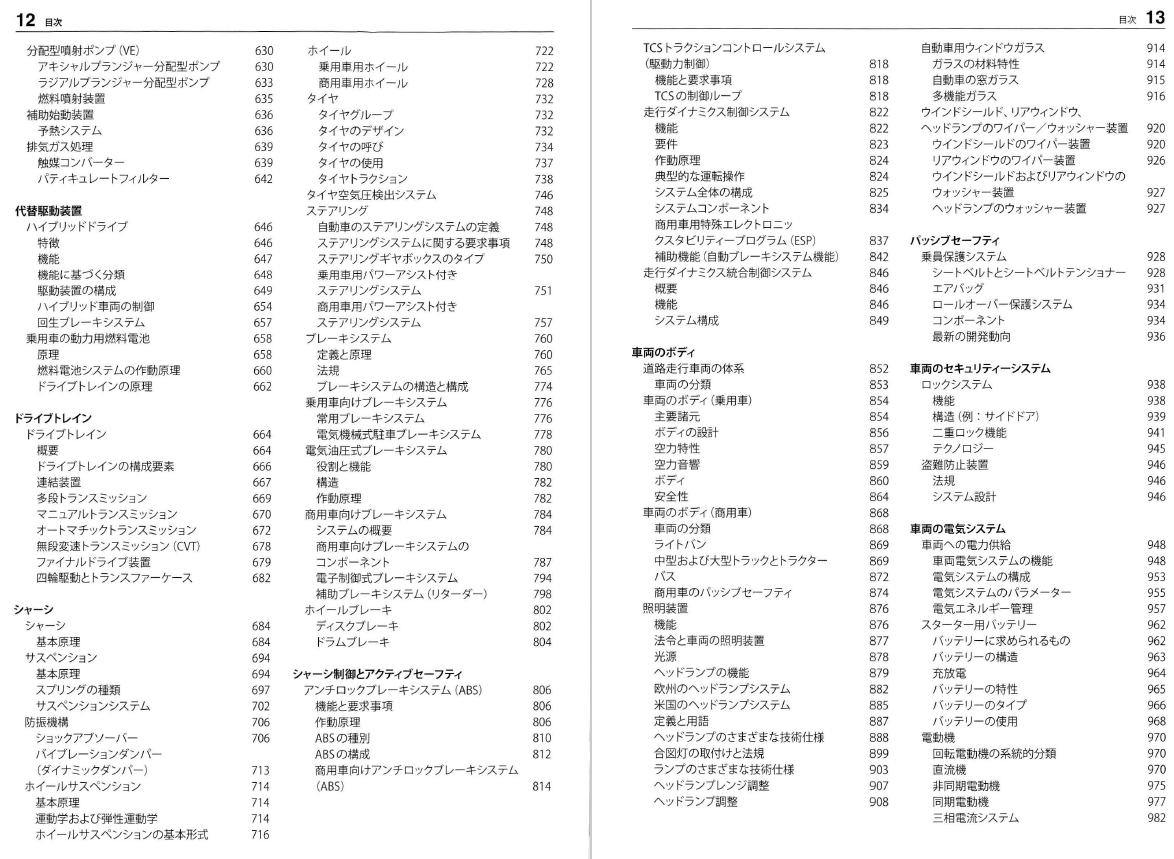 12 目次
分配型噴射ポンプ (VE) 630
アキシャルプランジャー分配型ポンプ 630
ラジアルプランジャー分配型ポンプ 633
燃料噴射装置 635
補助始動装置 636
予熱システム 636
排気ガス処理 639
触媒コンバーター 639
パティキュレートフィルター 642
代替駆動装置
ハイブリッドドライブ 646
特徴 646
機能 647
機能に基づく分類 648
駆動装置の構成 649
ハイブリッド車両の制御 654
回生ブレーキシステム 657
乗用車の動力用燃料電池 658
原理 658
燃料電池システムの作動原理 660
ドライブトレインの原理 662
ドライブトレイン
ドライブトレイン 664
概要 664
ドライブトレインの構成要素 666
連結装置 667
多段トランスミッション 669
マニュアルトランスミッション 670
オートマチックトランスミッション 672
無段変速トランスミッション (CVT) 678
ファイナルドライブ装置 679
四輪駆動とトランスファーケース 682
シャーシ
シャーシ 684
基本原理 684
サスペンション 694
基本原理 694
スプリングの種類 697
サスペンションシステム 702
防振機構 706
ショックアブソーバー 706
バイブレーションダンパー
(ダイナミックダンパー) 713
ホイールサスペンション 714
基本原理 714
運動学および弾性運動学 714
ホイールサスペンションの基本形式 716
ホイール 722
乗用車用ホイール 722
商用車用ホイール 728
タイヤ 732
タイヤグループ 732
タイヤのデザイン 732
タイヤの呼び 734
タイヤの使用 737
タイヤトラクション 738
タイヤ空気圧検出システム 746
ステアリング 748
自動車のステアリングシステムの定義 748
ステアリングシステムに関する要求事項 748
ステアリングギヤボックスのタイプ 750
乗用車用パワーアシスト付き
ステアリングシステム 751
商用車用パワーアシスト付き
ステアリングシステム 757
ブレーキシステム 760
定義と原理 760
法規 765
ブレーキシステムの構造と構成 774
乗用車向けブレーキシステム 776
常用ブレーキシステム 776
電気機械式駐車ブレーキシステム 778
電気油圧式ブレーキシステム 780
役割と機能 780
構造 782
作動原理 782
商用車向けブレーキシステム 784
システムの概要 784
商用車向けブレーキシステムの
コンポーネント 787
電子制御式ブレーキシステム 794
補助ブレーキシステム (リターダー) 798
ホイールブレーキ 802
ディスクブレーキ 802
ドラムブレーキ 804
シャーシ制御とアクティブセーフティ
アンチロックブレーキシステム (ABS) 806
機能と要求事項 806
作動原理 806
ABSの種別 810
ABSの構成 812
商用車向けアンチロックブレーキシステム
(ABS) 814
目次 13
TCSトラクションコントロールシステム
(駆動力制御) 818
機能と要求事項 818
TCSの制御ループ 818
走行ダイナミクス制御システム 822
機能 822
要件 823
作動原理 824
典型的な運転操作 824
システム全体の構成 825
システムコンポーネント 834
商用車用特殊エレクトロニッ
クスタビリティープログラム (ESP) 837
補助機能 (自動ブレーキシステム機能) 842
走行ダイナミクス統合制御システム 846
概要 846
機能 846
システム構成 849
車両のボディ
道路走行車両の体系 852
車両の分類 853
車両のボディ (乗用車) 854
主要諸元 854
ボディの設計 856
空力特性 857
空力音響 859
ボディ 860
安全性 864
車両のボディ (商用車) 868
車両の分類 868
ライトバン 869
中型および大型トラックとトラクター 869
バス 872
商用車のパッシブセーフティ 874
照明装置 876
機能 876
法令と車両の照明装置 877
光源 878
ヘッドランプの機能 879
欧州のヘッドランプシステム 882
米国のヘッドランプシステム 885
定義と用語 887
ヘッドランプのさまざまな技術仕様 888
合図灯の取付けと法規 899
ランプのさまざまな技術仕様 903
ヘッドランプレンジ調整 907
ヘッドランプ調整 908
自動車用ウィンドウガラス 914
ガラスの材料特性 914
自動車の窓ガラス 915
多機能ガラス 916
ウインドシールド、リアウィンドウ、
ヘッドランプのワイパー／ウォッシャー装置 920
ウインドシールドのワイパー装置 920
リアウィンドウのワイパー装置 926
ウインドシールドおよびリアウィンドウの
ウォッシャー装置 927
ヘッドランプのウォッシャー装置 927
パッシブセーフティ
乗員保護システム 928
シートベルトとシートベルトテンショナー 928
エアバッグ 931
ロールオーバー保護システム 934
コンポーネント 934
最新の開発動向 936
車両のセキュリティーシステム
ロックシステム 938
機能 938
構造 (例：サイドドア) 939
二重ロック機能 941
テクノロジー 945
盗難防止装置 946
法規 946
システム設計 946
車両の電気システム
車両への電力供給 948
車両電気システムの機能 948
電気システムの構成 953
電気システムのパラメーター 955
電気エネルギー管理 957
スターター用バッテリー 962
バッテリーに求められるもの 962
バッテリーの構造 963
充放電 964
バッテリーの特性 965
バッテリーのタイプ 966
バッテリーの使用 968
電動機 970
回転電動機の系統的分類 970
直流機 970
非同期電動機 975
同期電動機 977
三相電流システム 982